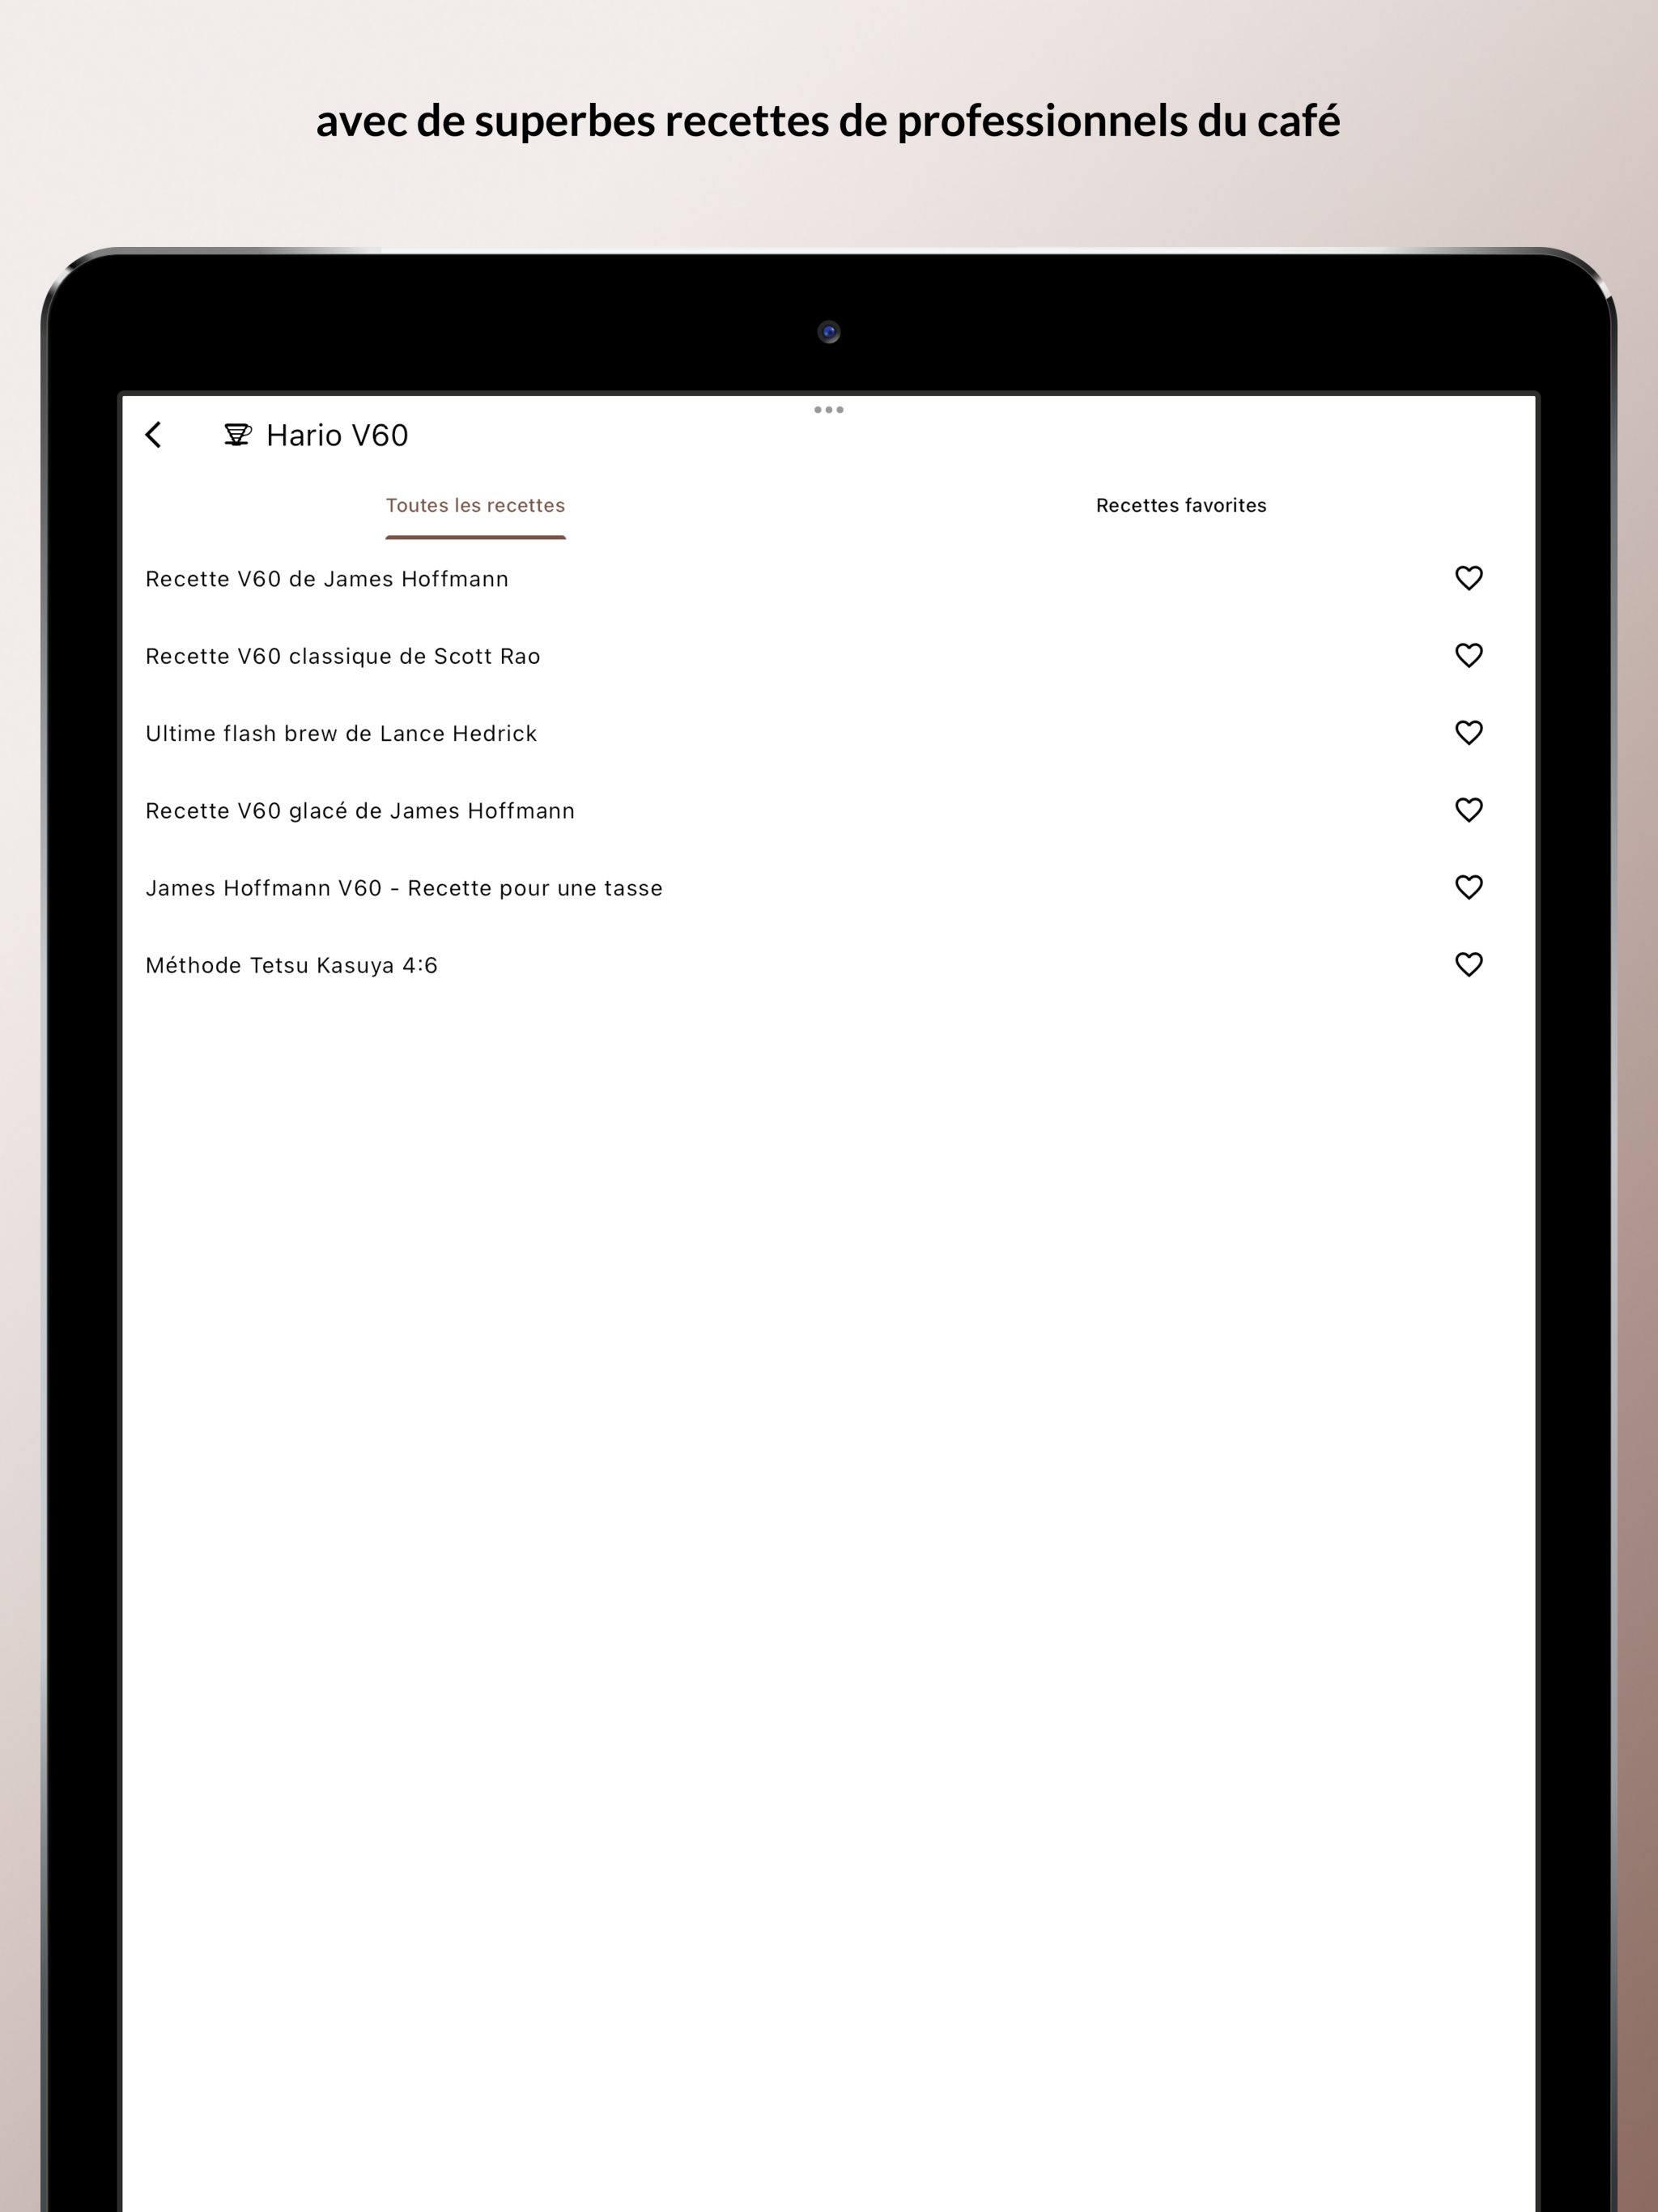 avec de superbes recettes de professionnels du café
Hario V60
Toutes les recettes
Recettes favorites
Recette V60 de James Hoffmann
Recette V60 classique de Scott Rao
Ultime flash brew de Lance Hedrick
Recette V60 glacé de James Hoffmann
James Hoffmann V60 - Recette pour une tasse
Méthode Tetsu Kasuya 4:6